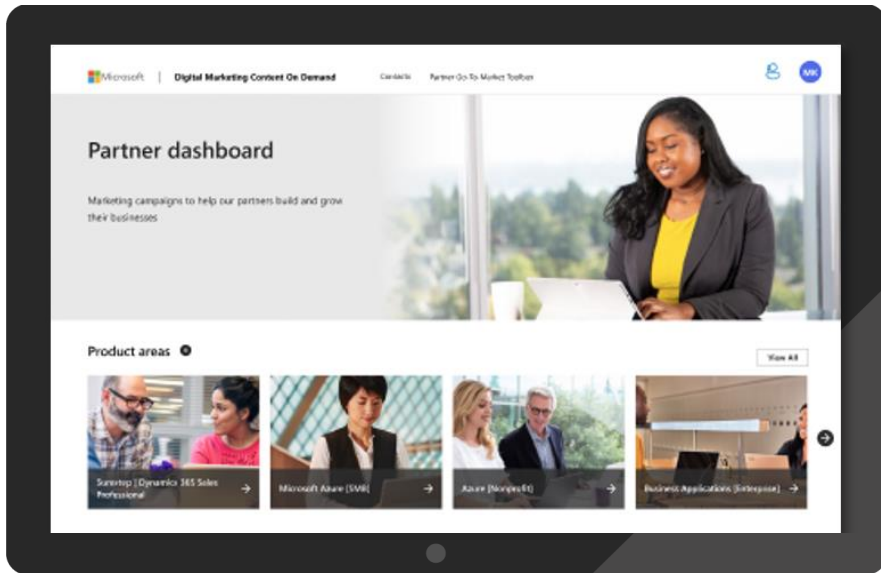 Microsoft | Digital Marketing Content On Demand Contacts Partner Go-To-Market Toolbox MK
Partner dashboard
Marketing campaigns to help our partners build and grow
their businesses
Product areas
View All
Dynamics 365 Sales
Professional
Microsoft Azure (SMB)
Azure (Nonprofit)
Business Applications (Enterprise)